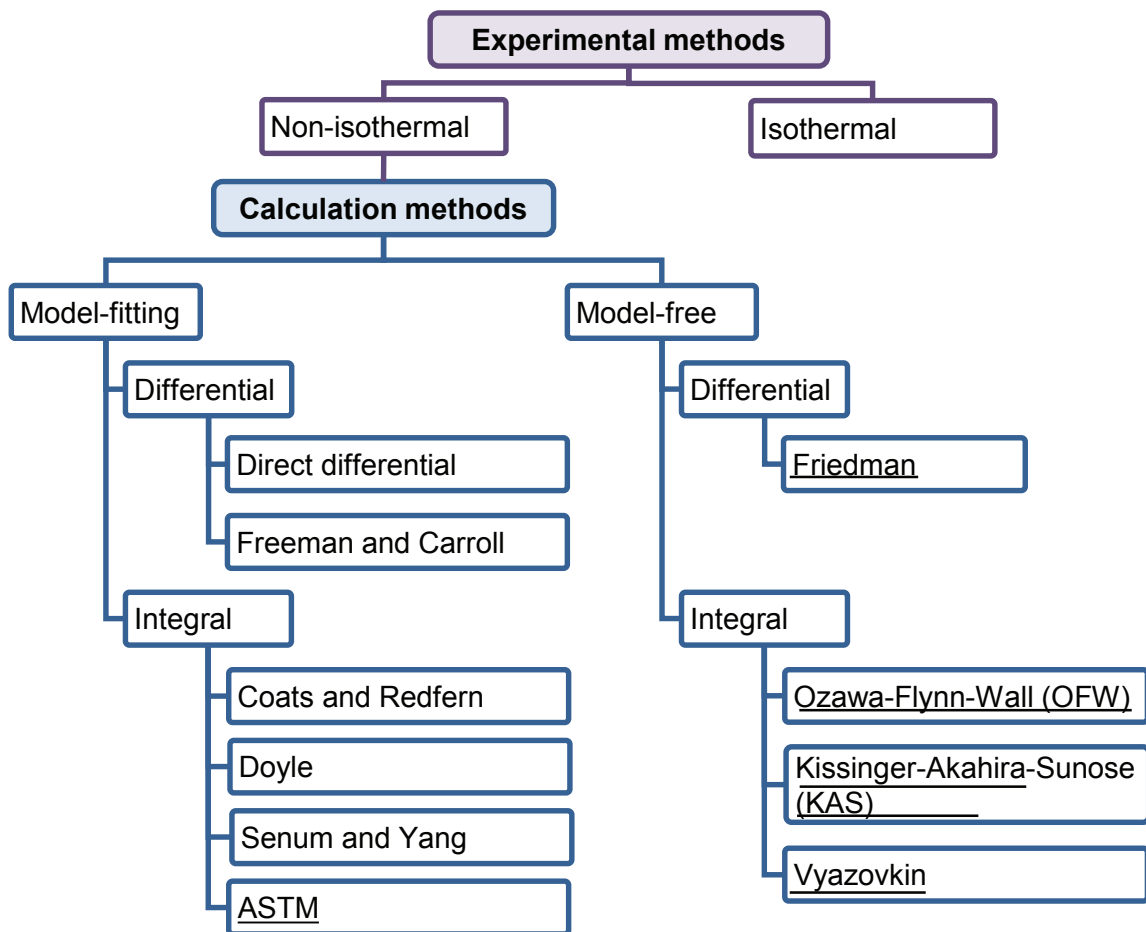 Experimental methods
Non-isothermal
Isothermal
Calculation methods
Model-fitting
Differential
Direct differential
Freeman and Carroll
Integral
Coats and Redfern
Doyle
Senum and Yang
ASTM
Model-free
Differential
Friedman
Integral
Ozawa-Flynn-Wall (OFW)
Kissinger-Akahira-Sunose
(KAS)
Vyazovkin